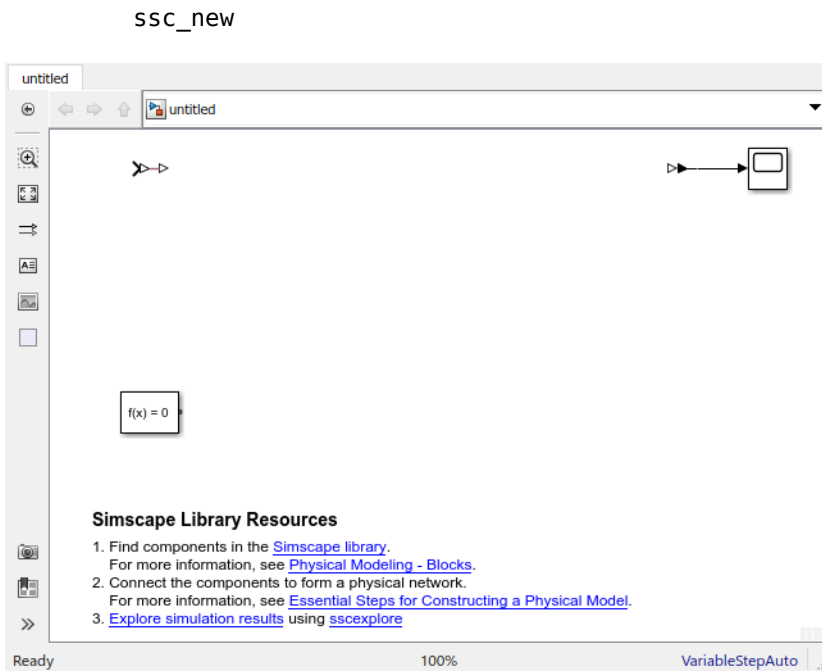 ssc_new
untitled
untitled
f(x) = 0
Simscape Library Resources
1. Find components in the Simscape library.
For more information, see Physical Modeling - Blocks.
2. Connect the components to form a physical network.
For more information, see Essential Steps for Constructing a Physical Model.
3. Explore simulation results using sscexplore
Ready 100% VariableStepAuto